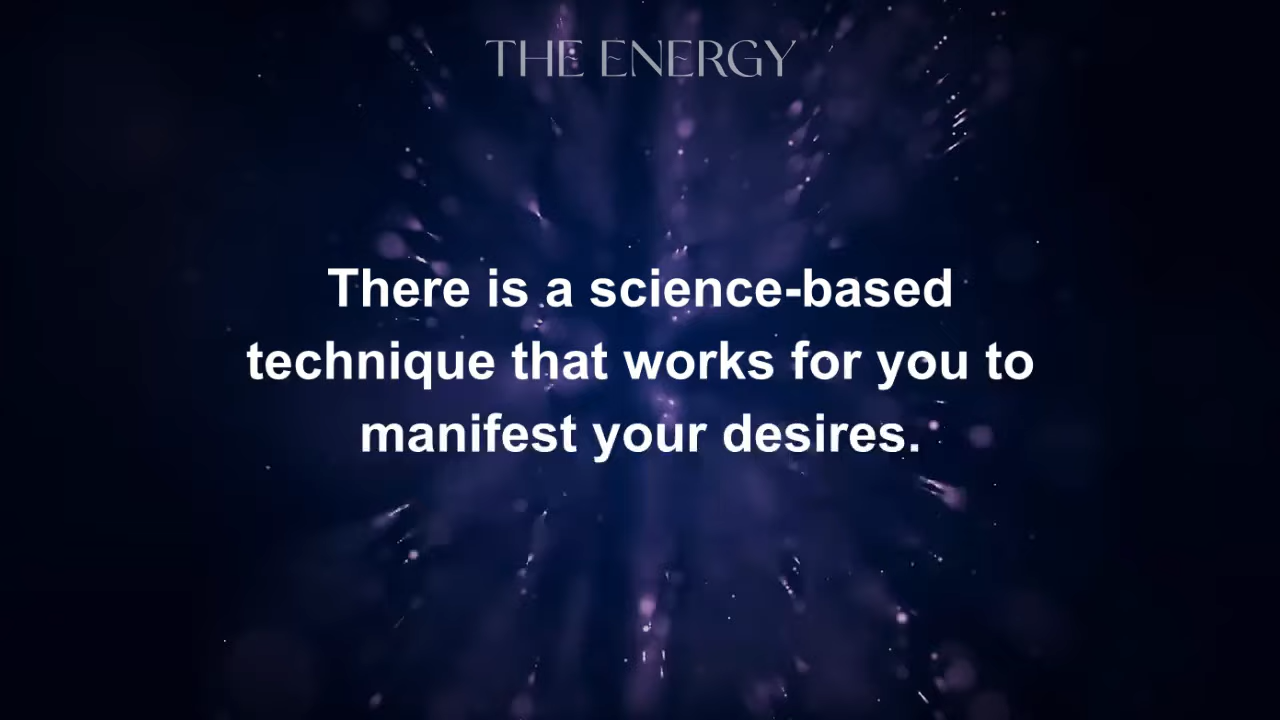 THE ENERGY
There is a science-based
technique that works for you to
manifest your desires.